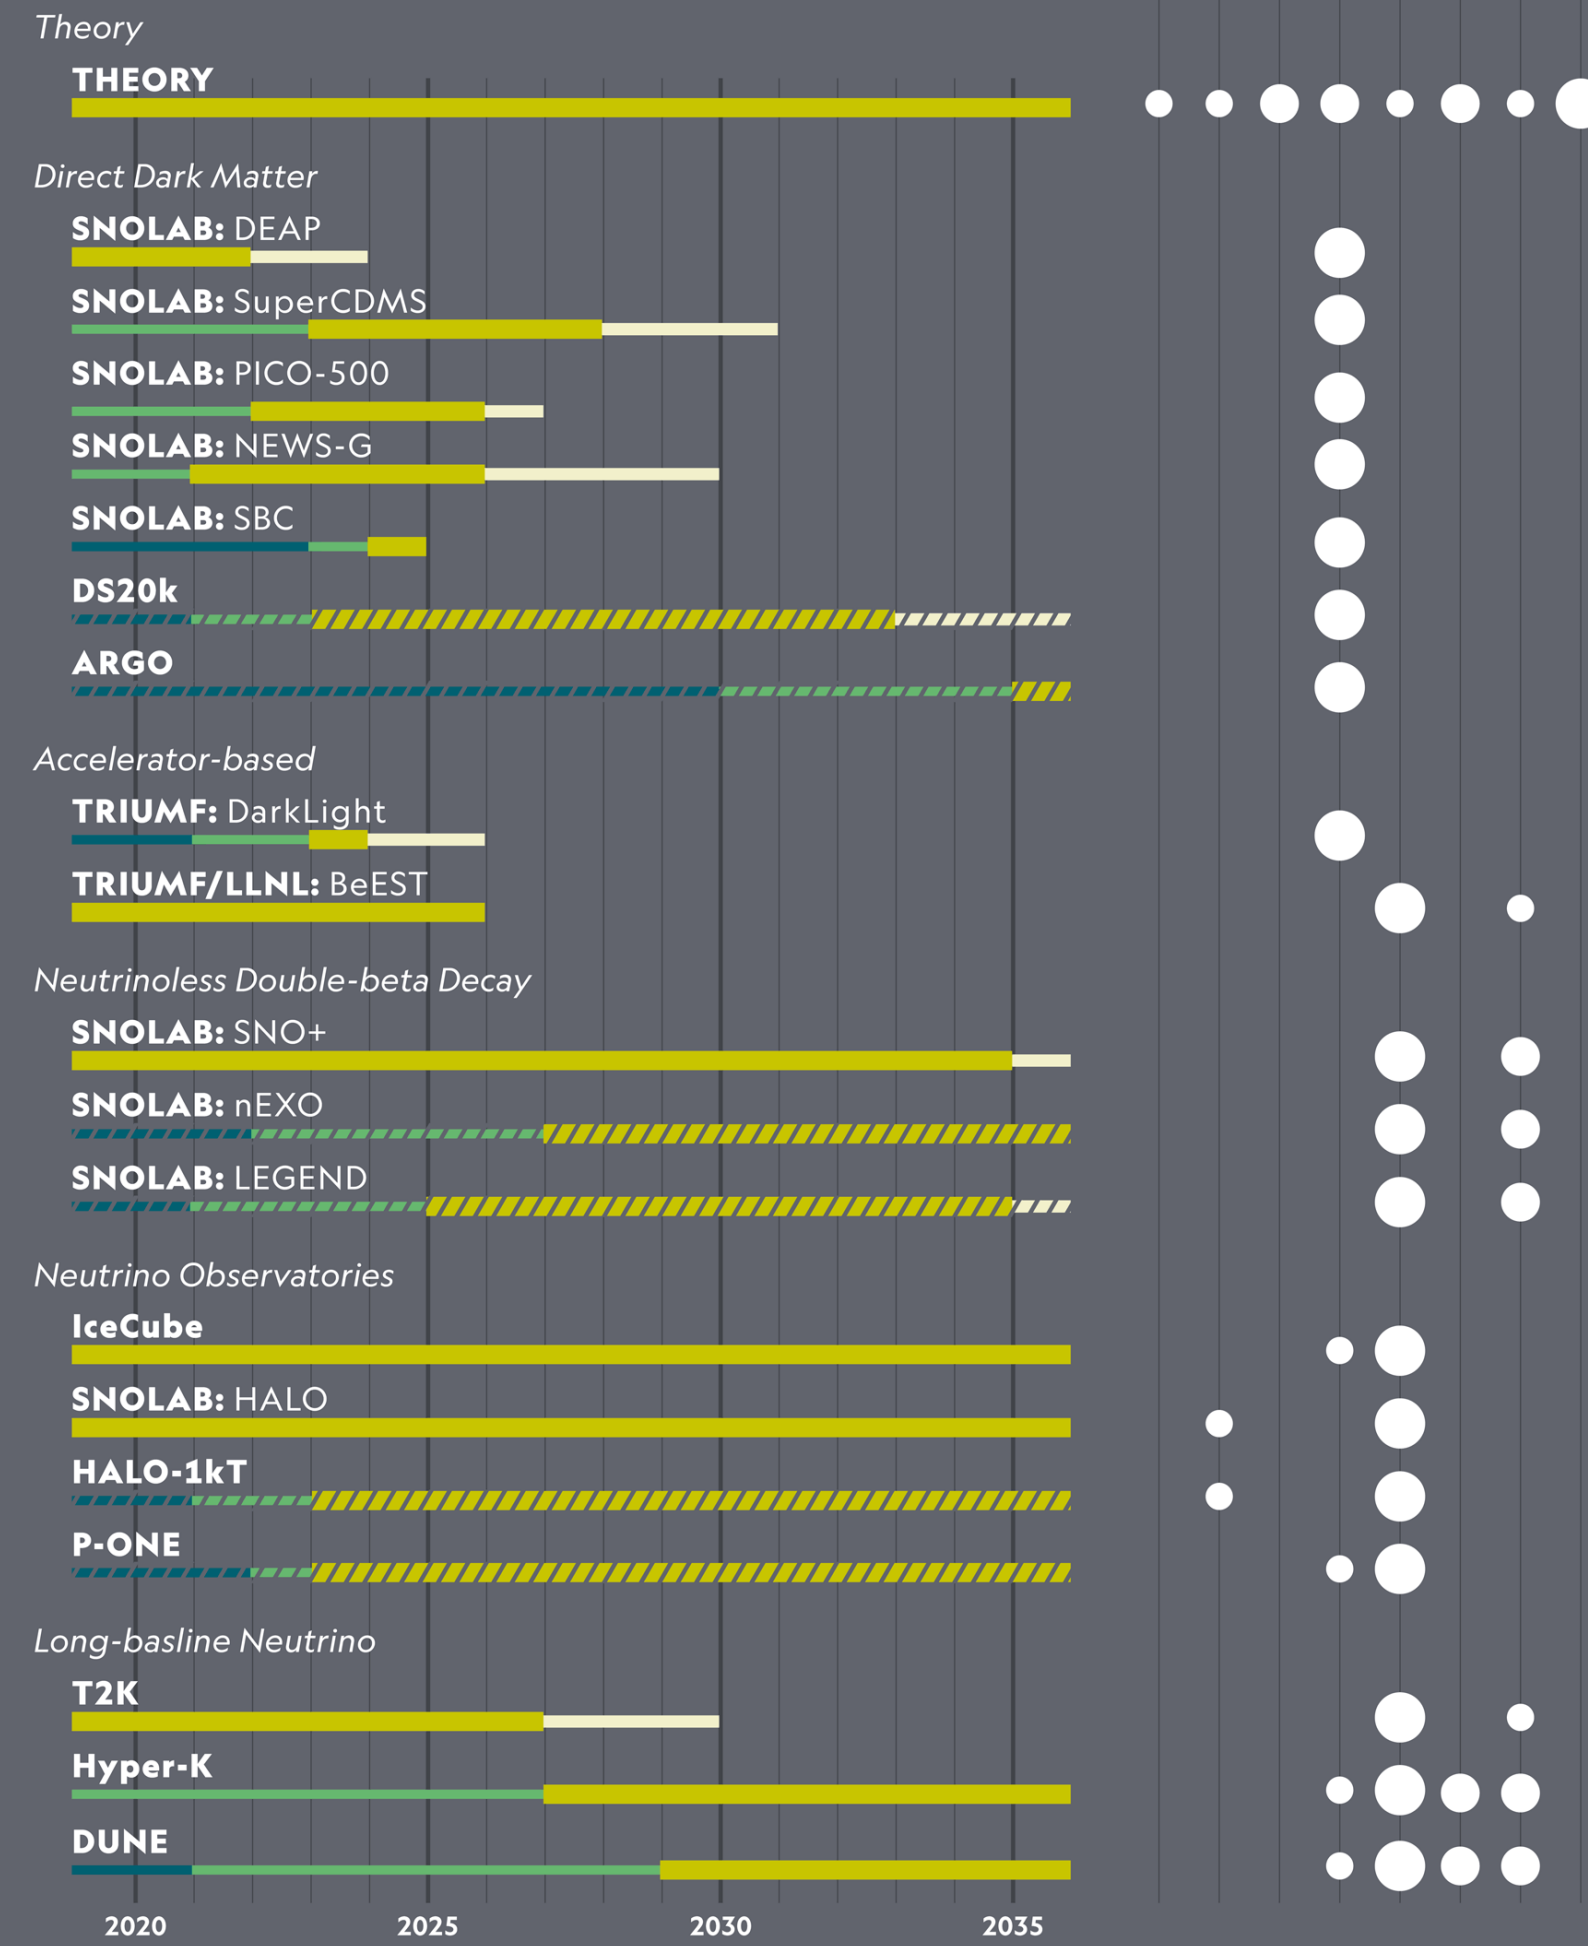 Theory
THEORY
Direct Dark Matter
SNOLAB: DEAP
SNOLAB: SuperCDMS
SNOLAB: PICO-500
SNOLAB: NEWS-G
SNOLAB: SBC
DS20k
ARGO
Accelerator-based
TRIUMF: DarkLight
TRIUMF/LLNL: BeEST
Neutrinoless Double-beta Decay
SNOLAB: SNO+
SNOLAB: nEXO
SNOLAB: LEGEND
Neutrino Observatories
IceCube
SNOLAB: HALO
HALO-1kT
P-ONE
Long-basline Neutrino
T2K
Hyper-K
DUNE
2020 2025 2030 2035